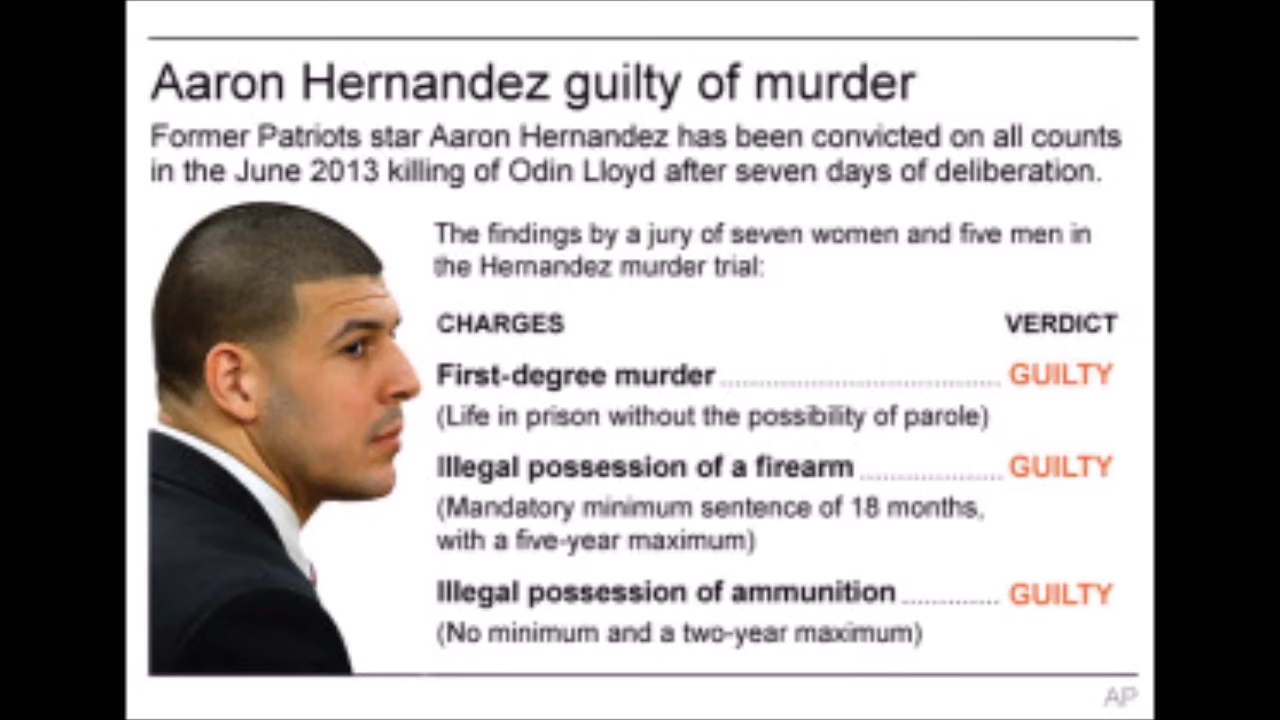 Aaron Hernandez guilty of murder
Former Patriots star Aaron Hernandez has been convicted on all counts
in the June 2013 killing of Odin Lloyd after seven days of deliberation.
The findings by a jury of seven women and five men in
the Hernandez murder trial:
CHARGES VERDICT
First-degree murder ........................................ GUILTY
(Life in prison without the possibility of parole)
Illegal possession of a firearm .................... GUILTY
(Mandatory minimum sentence of 18 months,
with a five-year maximum)
Illegal possession of ammunition .............. GUILTY
(No minimum and a two-year maximum)
AP